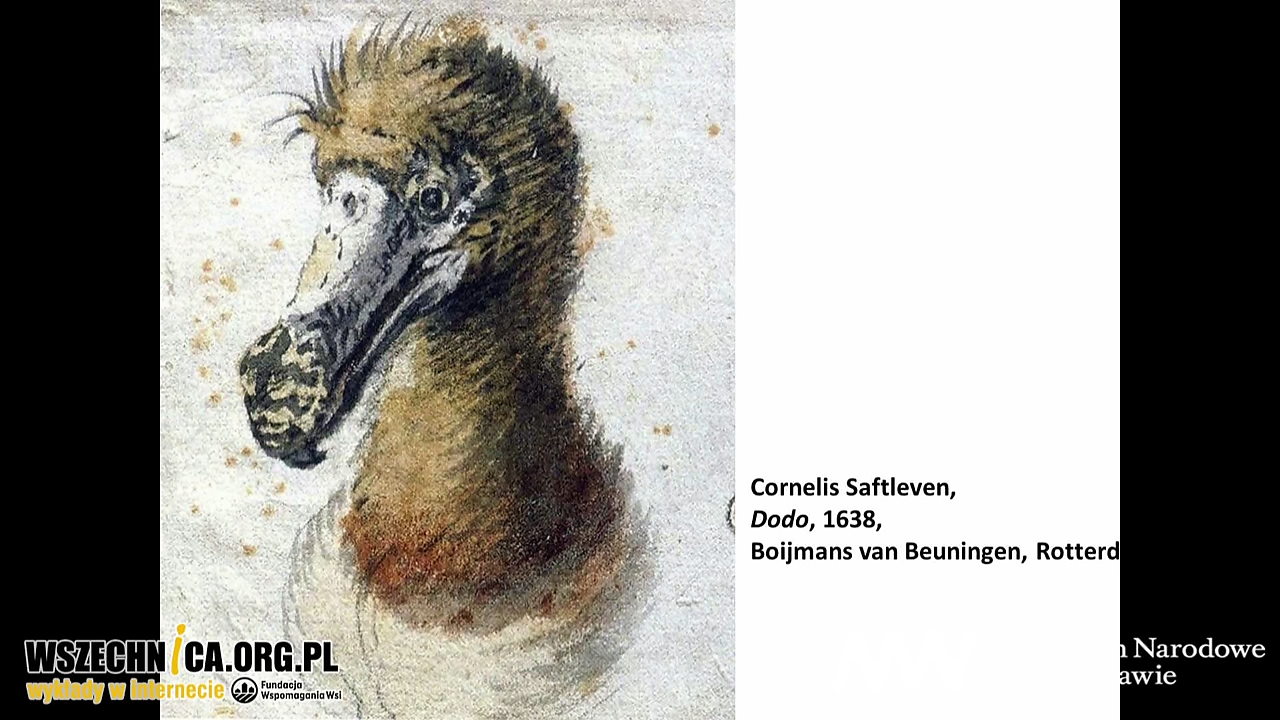 Cornelis Saftleven,
Dodo, 1638,
Boijmans van Beuningen, Rotterd
WSZECHNiCA.ORG.PL
wykłady w internecie
Fundacja
Wspomagania Wsi
Narodowe
awie